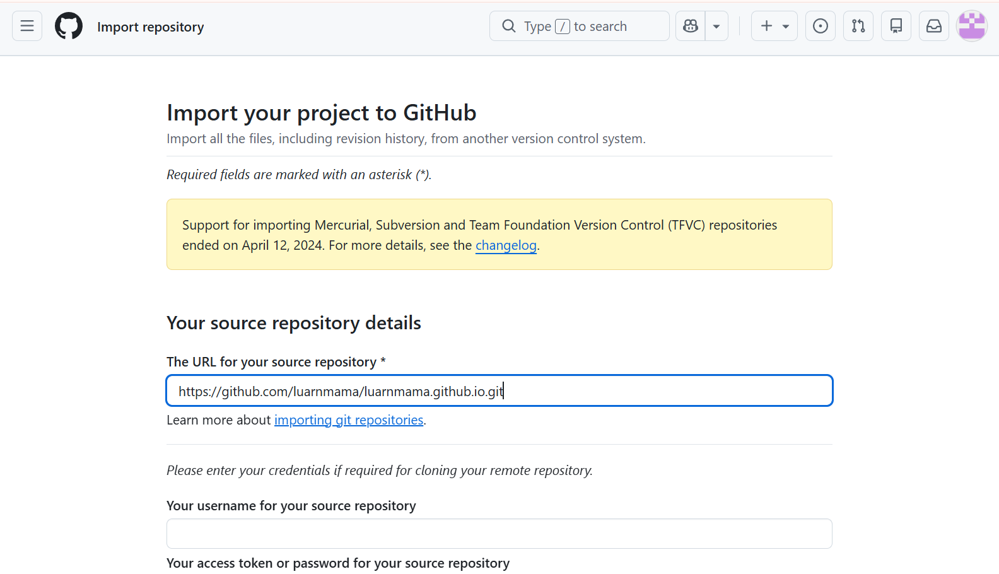 Import repository
Type / to search
Import your project to GitHub
Import all the files, including revision history, from another version control system.
Required fields are marked with an asterisk (*).
Support for importing Mercurial, Subversion and Team Foundation Version Control (TFVC) repositories
ended on April 12, 2024. For more details, see the changelog.
Your source repository details
The URL for your source repository *
https://github.com/luarnmama/luarnmama.github.io.git
Learn more about importing git repositories.
Please enter your credentials if required for cloning your remote repository.
Your username for your source repository
Your access token or password for your source repository